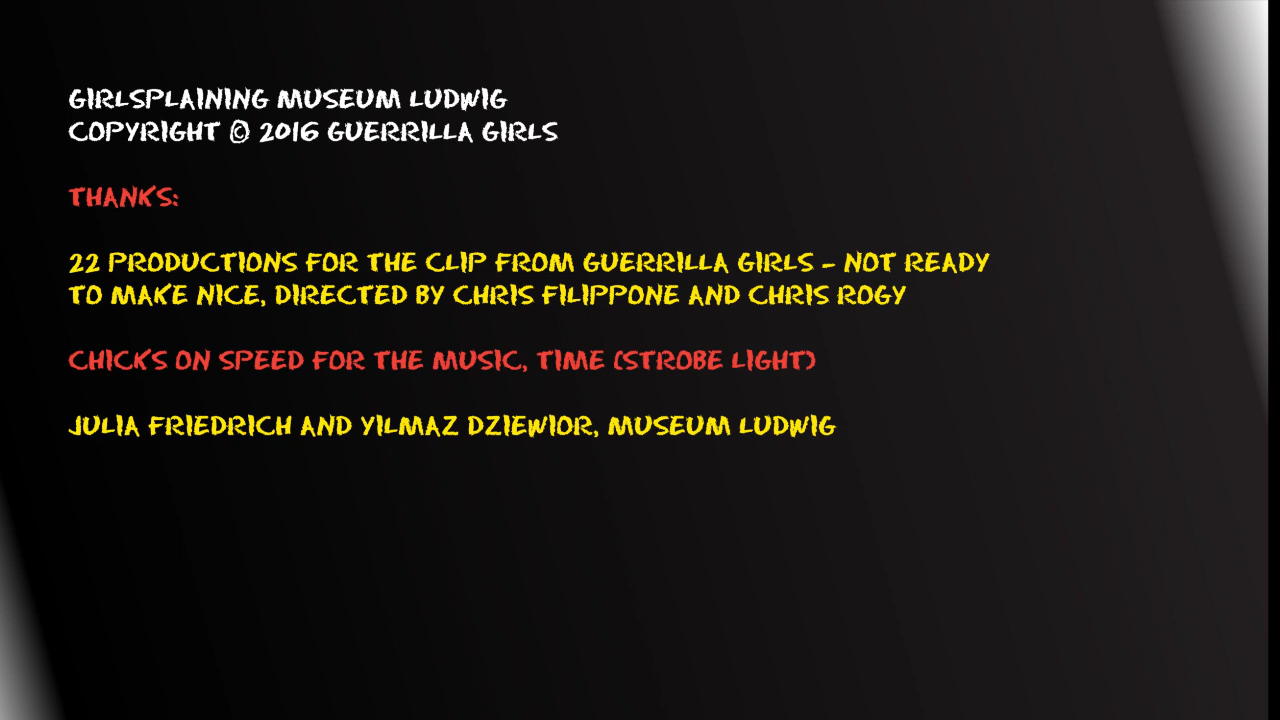 GIRLSPLAINING MUSEUM LUDWIG
COPYRIGHT © 2016 GUERRILLA GIRLS
THANKS:
22 PRODUCTIONS FOR THE CLIP FROM GUERRILLA GIRLS – NOT READY
TO MAKE NICE, DIRECTED BY CHRIS FILIPPONE AND CHRIS ROGY
CHICKS ON SPEED FOR THE MUSIC, TIME (STROBE LIGHT)
JULIA FRIEDRICH AND YILMAZ DZIEWIOR, MUSEUM LUDWIG